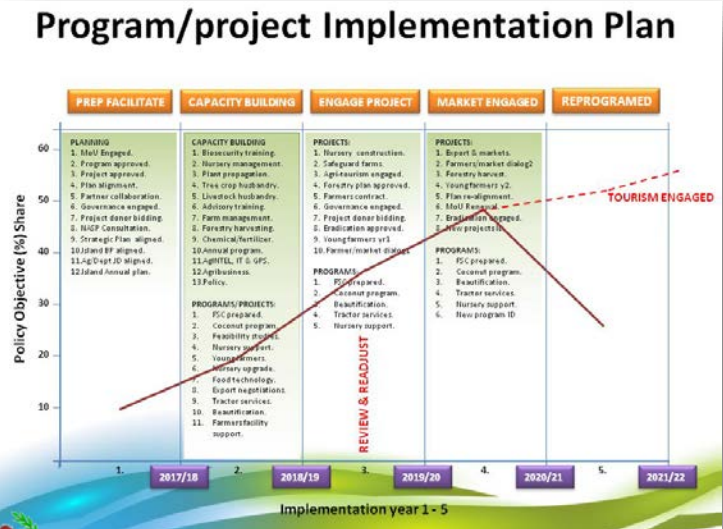 Program/project Implementation Plan
PREP FACILITATE
CAPACITY BUILDING
ENGAGE PROJECT
MARKET ENGAGED
REPROGRAMED
Policy Objective (%) Share
60
50
40
30
20
10
PLANNING
1. MoU Engaged.
2. Program approved.
3. Project approved.
4. Plan alignment.
5. Partner collaboration.
6. Governance engaged.
7. Project donor bidding.
8. NASP Consultation.
9. Strategic Plan aligned.
10.Island BP aligned.
11.Ag/Dept JD aligned.
12.Island Annual plan.
CAPACITY BUILDING
1. Biosecurity training.
2. Nursery management.
3. Plant propagation.
4. Tree crop husbandry.
5. Livestock husbandry.
6. Advisory training.
7. Farm management.
8. Forestry harvesting.
9. Chemical/fertilizer.
10.Annual program.
11.AgINTEL, IT & GPS.
12.Agribusiness.
13.Policy.
PROGRAMS/PROJECTS:
1. FSC prepared.
2. Coconut program.
3. Feasibility studies.
4. Nursery support.
5. Young farmers.
6. Nursery upgrade.
7. Food technology.
8. Export negotiations.
9. Tractor services.
10. Beautification.
11. Farmers facility
support.
PROJECTS:
1. Nursery construction.
2. Safeguard farms.
3. Agri-tourism engaged.
4. Forestry plan approved.
5. Farmers contract.
6. Governance engaged.
7. Project donor bidding.
8. Eradication approved.
9. Young farmers yr1
10. Farmer/market dialogs
PROGRAMS:
1. FSC prepared.
2. Coconut program.
3. Beautification.
4. Tractor services.
5. Nursery support.
REVIEW & READJUST
PROJECTS:
1. Export & markets.
2. Farmers/market dialog2
3. Forestry harvest.
4. Young farmers y2.
5. Plan re-alignment.
6. MoU Renewal.
7. Eradication engaged.
8. New projects
PROGRAMS:
1. FSC prepared.
2. Coconut program.
3. Beautification.
4. Tractor services.
5. Nursery support.
6. New program ID
TOURISM ENGAGED
1.
2017/18
2.
2018/19
3.
2019/20
4.
2020/21
5.
2021/22
Implementation year 1 - 5